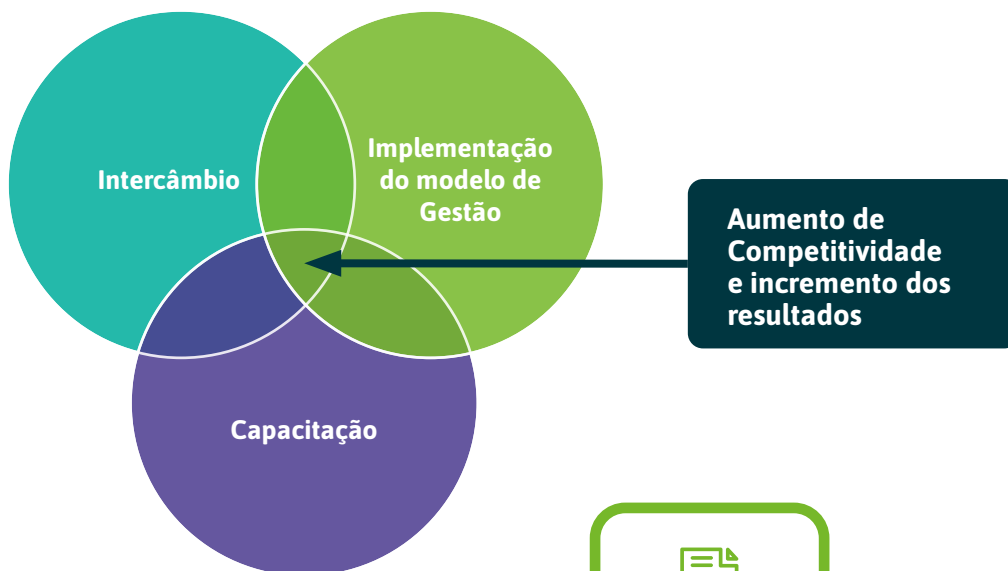 Intercâmbio
Implementação
do modelo de
Gestão
Aumento de
Competitividade
e incremento dos
resultados
Capacitação